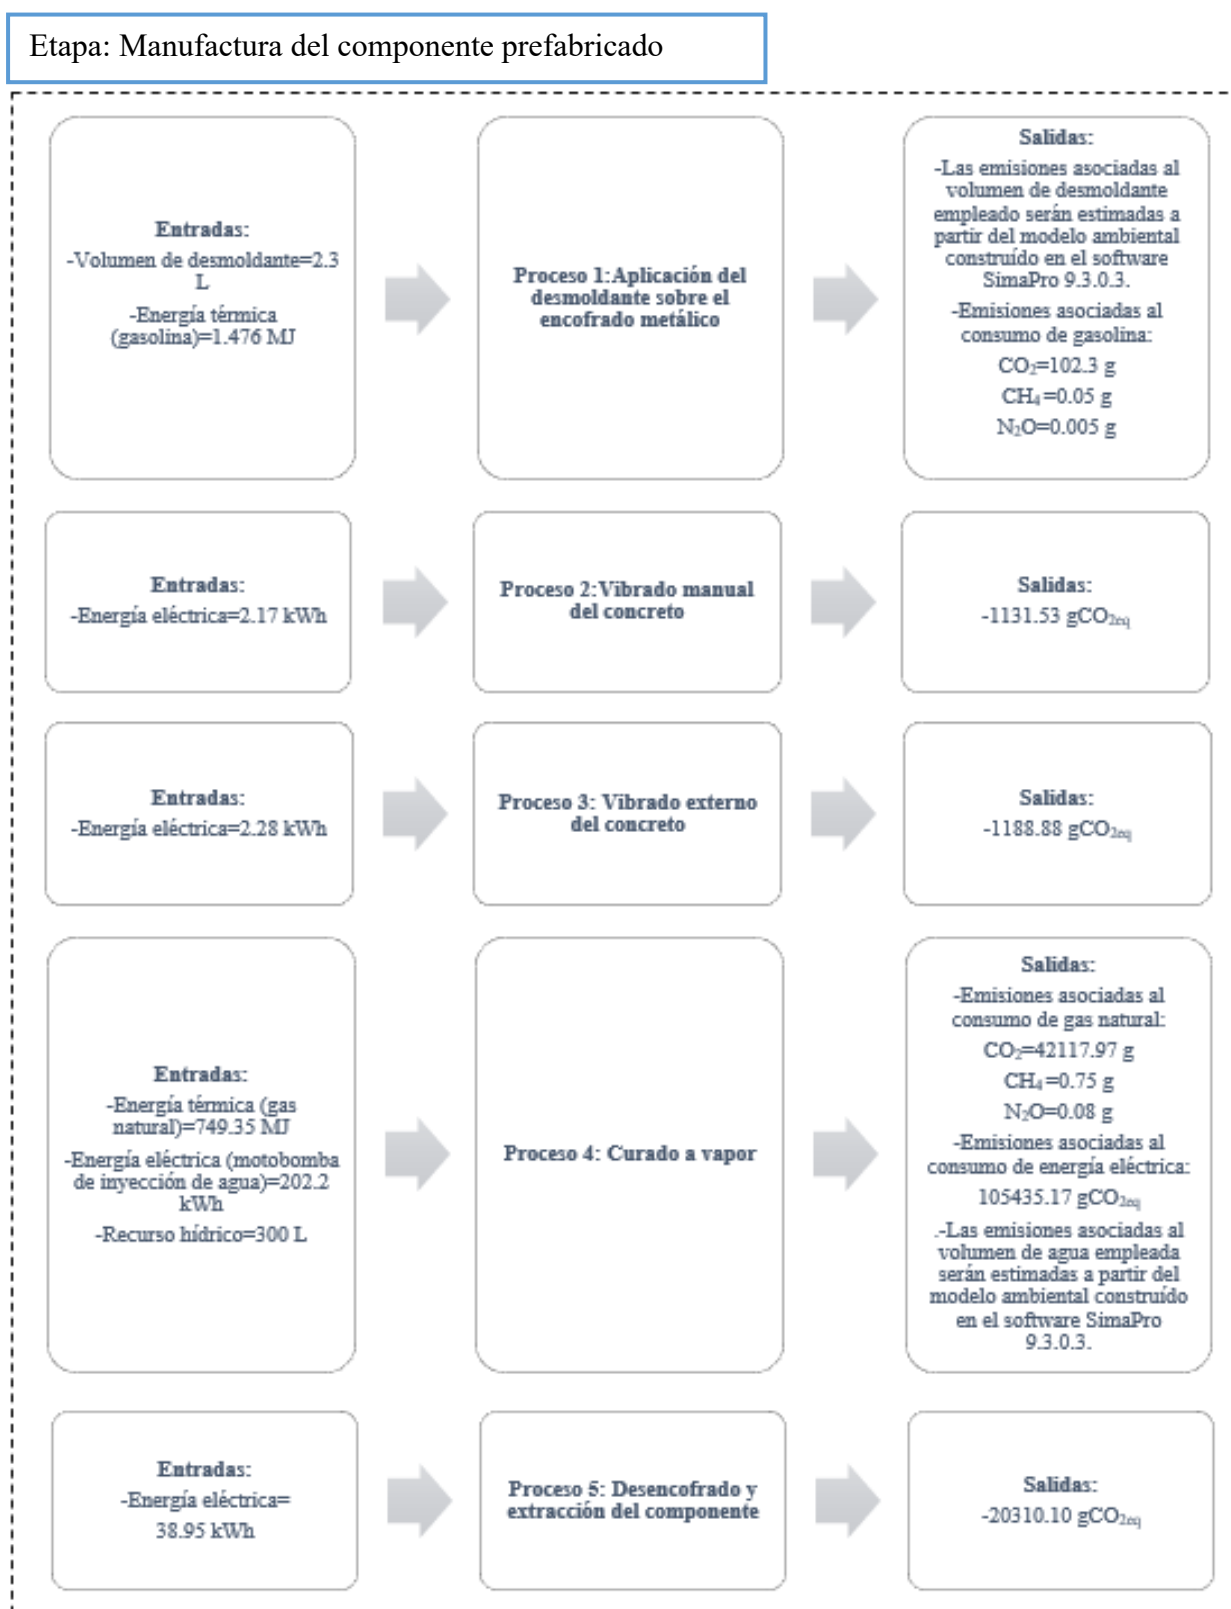 Etapa: Manufactura del componente prefabricado
Entradas:
-Volumen de desmoldante=2.3
L
-Energía térmica
(gasolina)=1.476 MJ
Proceso 1:Aplicación del
desmoldante sobre el
encofrado metálico
Salidas:
-Las emisiones asociadas al
volumen de desmoldante
empleado serán estimadas a
partir del modelo ambiental
construído en el software
SimaPro 9.3.0.3.
-Emisiones asociadas al
consumo de gasolina:
CO₂=102.3 g
CH₄ =0.05 g
N₂O=0.005 g
Entradas:
-Energía eléctrica=2.17 kWh
Proceso 2:Vibrado manual
del concreto
Salidas:
-1131.53 gCO2eq
Entradas:
-Energía eléctrica=2.28 kWh
Proceso 3: Vibrado externo
del concreto
Salidas:
-1188.88 gCO2eq
Entradas:
-Energía térmica (gas
natural)=749.35 MJ
-Energía eléctrica (motobomba
de inyección de agua)=202.2
kWh
-Recurso hídrico=300 L
Proceso 4: Curado a vapor
Salidas:
-Emisiones asociadas al
consumo de gas natural:
CO₂=42117.97 g
CH₄ =0.75 g
N₂O=0.08 g
-Emisiones asociadas al
consumo de energía eléctrica:
105435.17 gCO2eq
.-Las emisiones asociadas al
volumen de agua empleada
serán estimadas a partir del
modelo ambiental construído
en el software SimaPro
9.3.0.3.
Entradas:
-Energía eléctrica=
38.95 kWh
Proceso 5: Desencofrado y
extracción del componente
Salidas:
-20310.10 gCO2eq